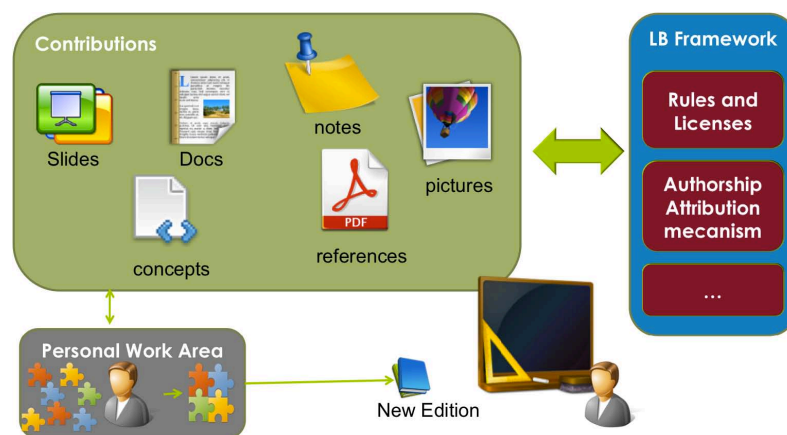 Contributions
Slides
Docs
notes
pictures
concepts
PDF
references
LB Framework
Rules and
Licenses
Authorship
Attribution
mecanism
...
Personal Work Area
New Edition